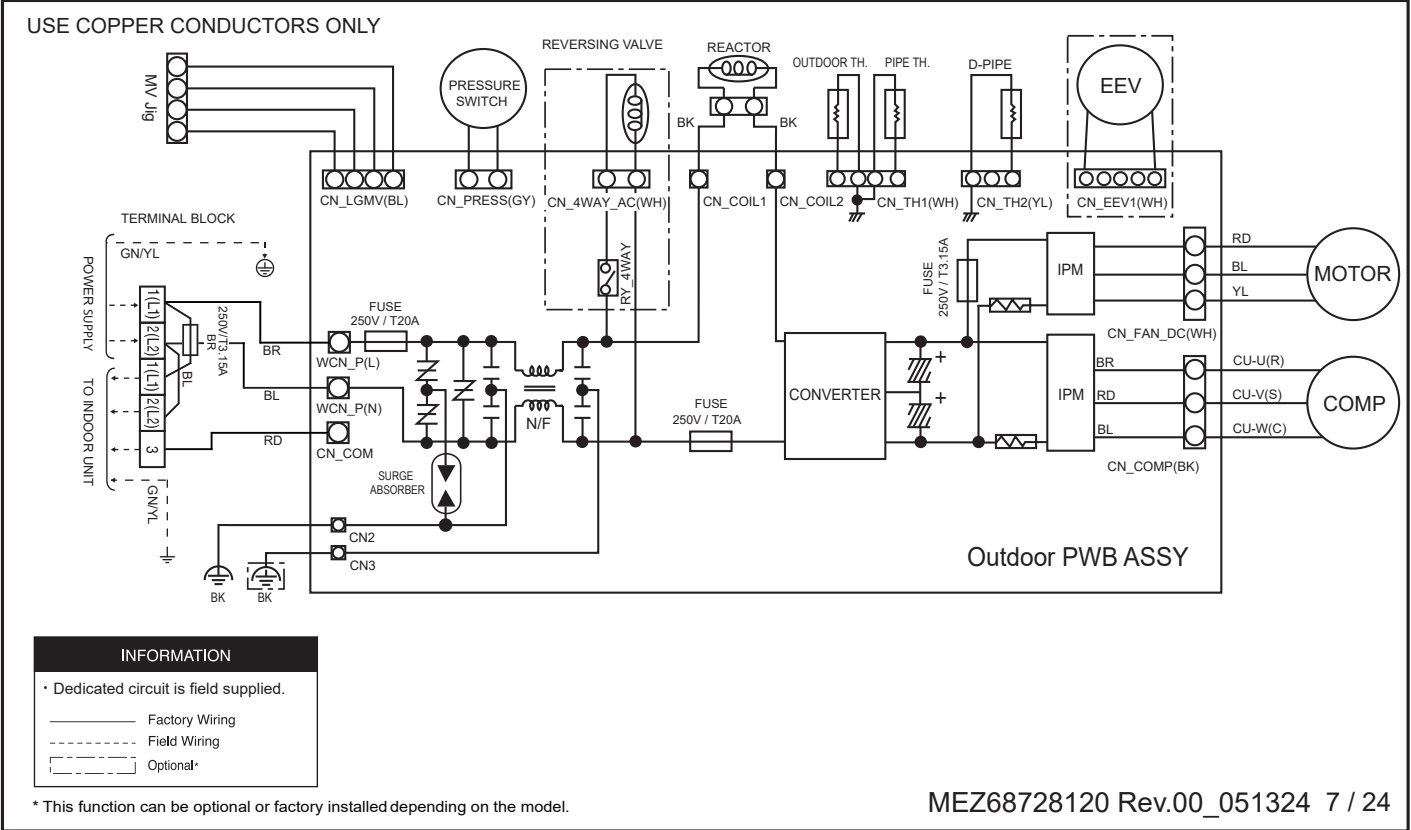 USE COPPER CONDUCTORS ONLY
MV Jig
PRESSURE
SWITCH
REVERSING VALVE
REACTOR
OUTDOOR TH.
PIPE TH.
D-PIPE
EEV
BK
BK
CN_LGMV(BL)
CN_PRESS(GY)
CN_4WAY_AC(WH)
CN_COIL1
CN_COIL2
CN_TH1(WH)
CN_TH2(YL)
CN_EEV1(WH)
TERMINAL BLOCK
GN/YL
POWER SUPPLY
TO INDOOR UNIT
1(L1)
2(L2)
1(L1)
2(L2)
3
250V/T3.15A
BR
BL
BR
BL
RD
GN/YL
WCN_P(L)
WCN_P(N)
CN_COM
FUSE
250V / T20A
RY_4WAY
N/F
SURGE
ABSORBER
FUSE
250V / T20A
CONVERTER
+
+
FUSE
250V / T3.15A
IPM
RD
BL
YL
MOTOR
CN_FAN_DC(WH)
IPM
BR
RD
BL
CU-U(R)
CU-V(S)
CU-W(C)
COMP
CN_COMP(BK)
CN2
CN3
BK
BK
Outdoor PWB ASSY
INFORMATION
· Dedicated circuit is field supplied.
Factory Wiring
Field Wiring
Optional*
* This function can be optional or factory installed depending on the model.
MEZ68728120 Rev.00_051324 7 / 24